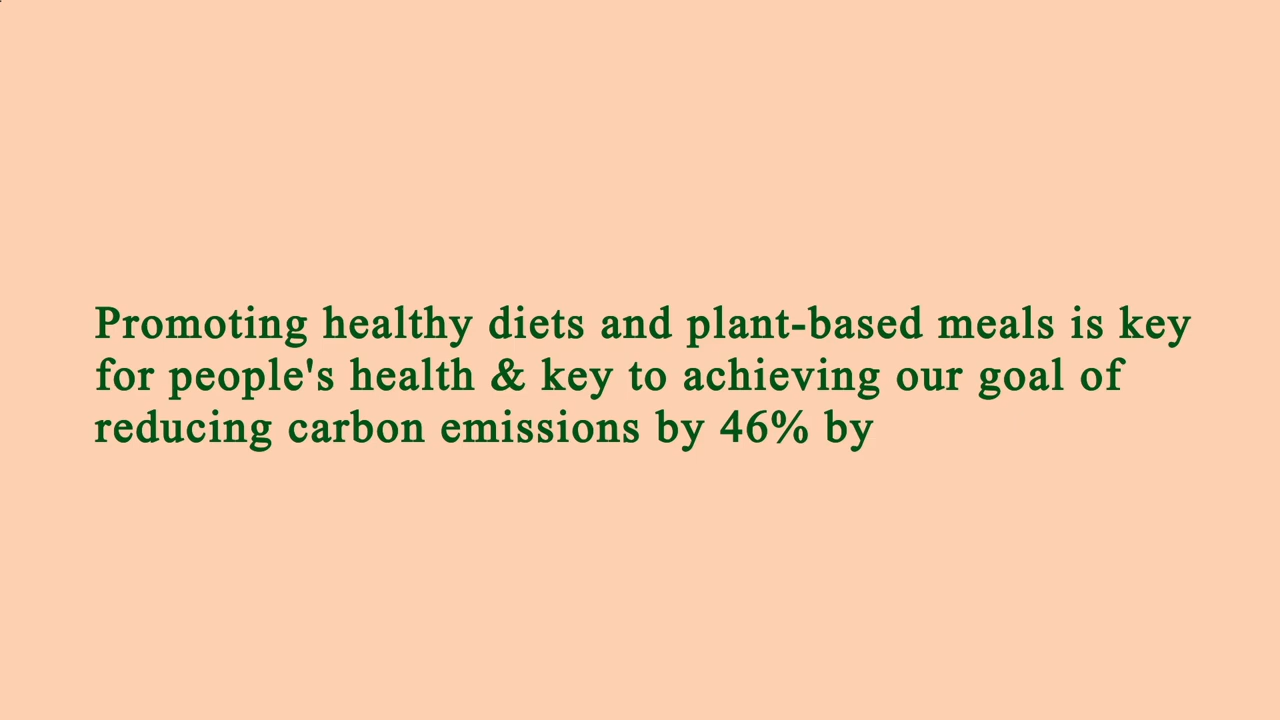 Promoting healthy diets and plant-based meals is key
for people's health & key to achieving our goal of
reducing carbon emissions by 46% by